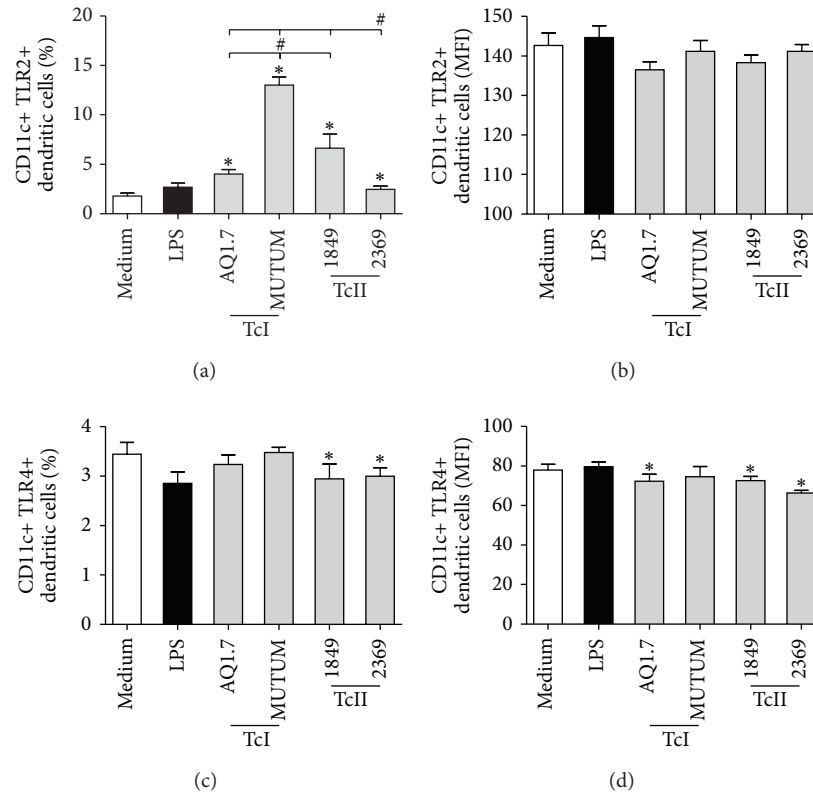 #
#
CD11c+ TLR2+
dendritic cells (%)
20
15
10
5
0
*
*
*
*
Medium
LPS
AQ1.7
MUTUM
1849
2369
TcI
TcII
(a)
CD11c+ TLR2+
dendritic cells (MFI)
150
140
130
120
110
100
Medium
LPS
AQ1.7
MUTUM
1849
2369
TcI
TcII
(b)
CD11c+ TLR4+
dendritic cells (%)
4
3
2
1
0
*
*
Medium
LPS
AQ1.7
MUTUM
1849
2369
TcI
TcII
(c)
CD11c+ TLR4+
dendritic cells (MFI)
100
80
60
40
20
0
*
*
*
Medium
LPS
AQ1.7
MUTUM
1849
2369
TcI
TcII
(d)